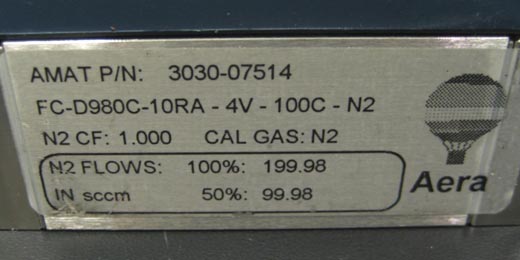 AMAT P/N: 3030-07514
FC-D980C-10RA - 4V - 100C - N2
N2 CF: 1.000 CAL GAS: N2
N2 FLOWS: 100%: 199.98
IN sccm 50%: 99.98
Aera